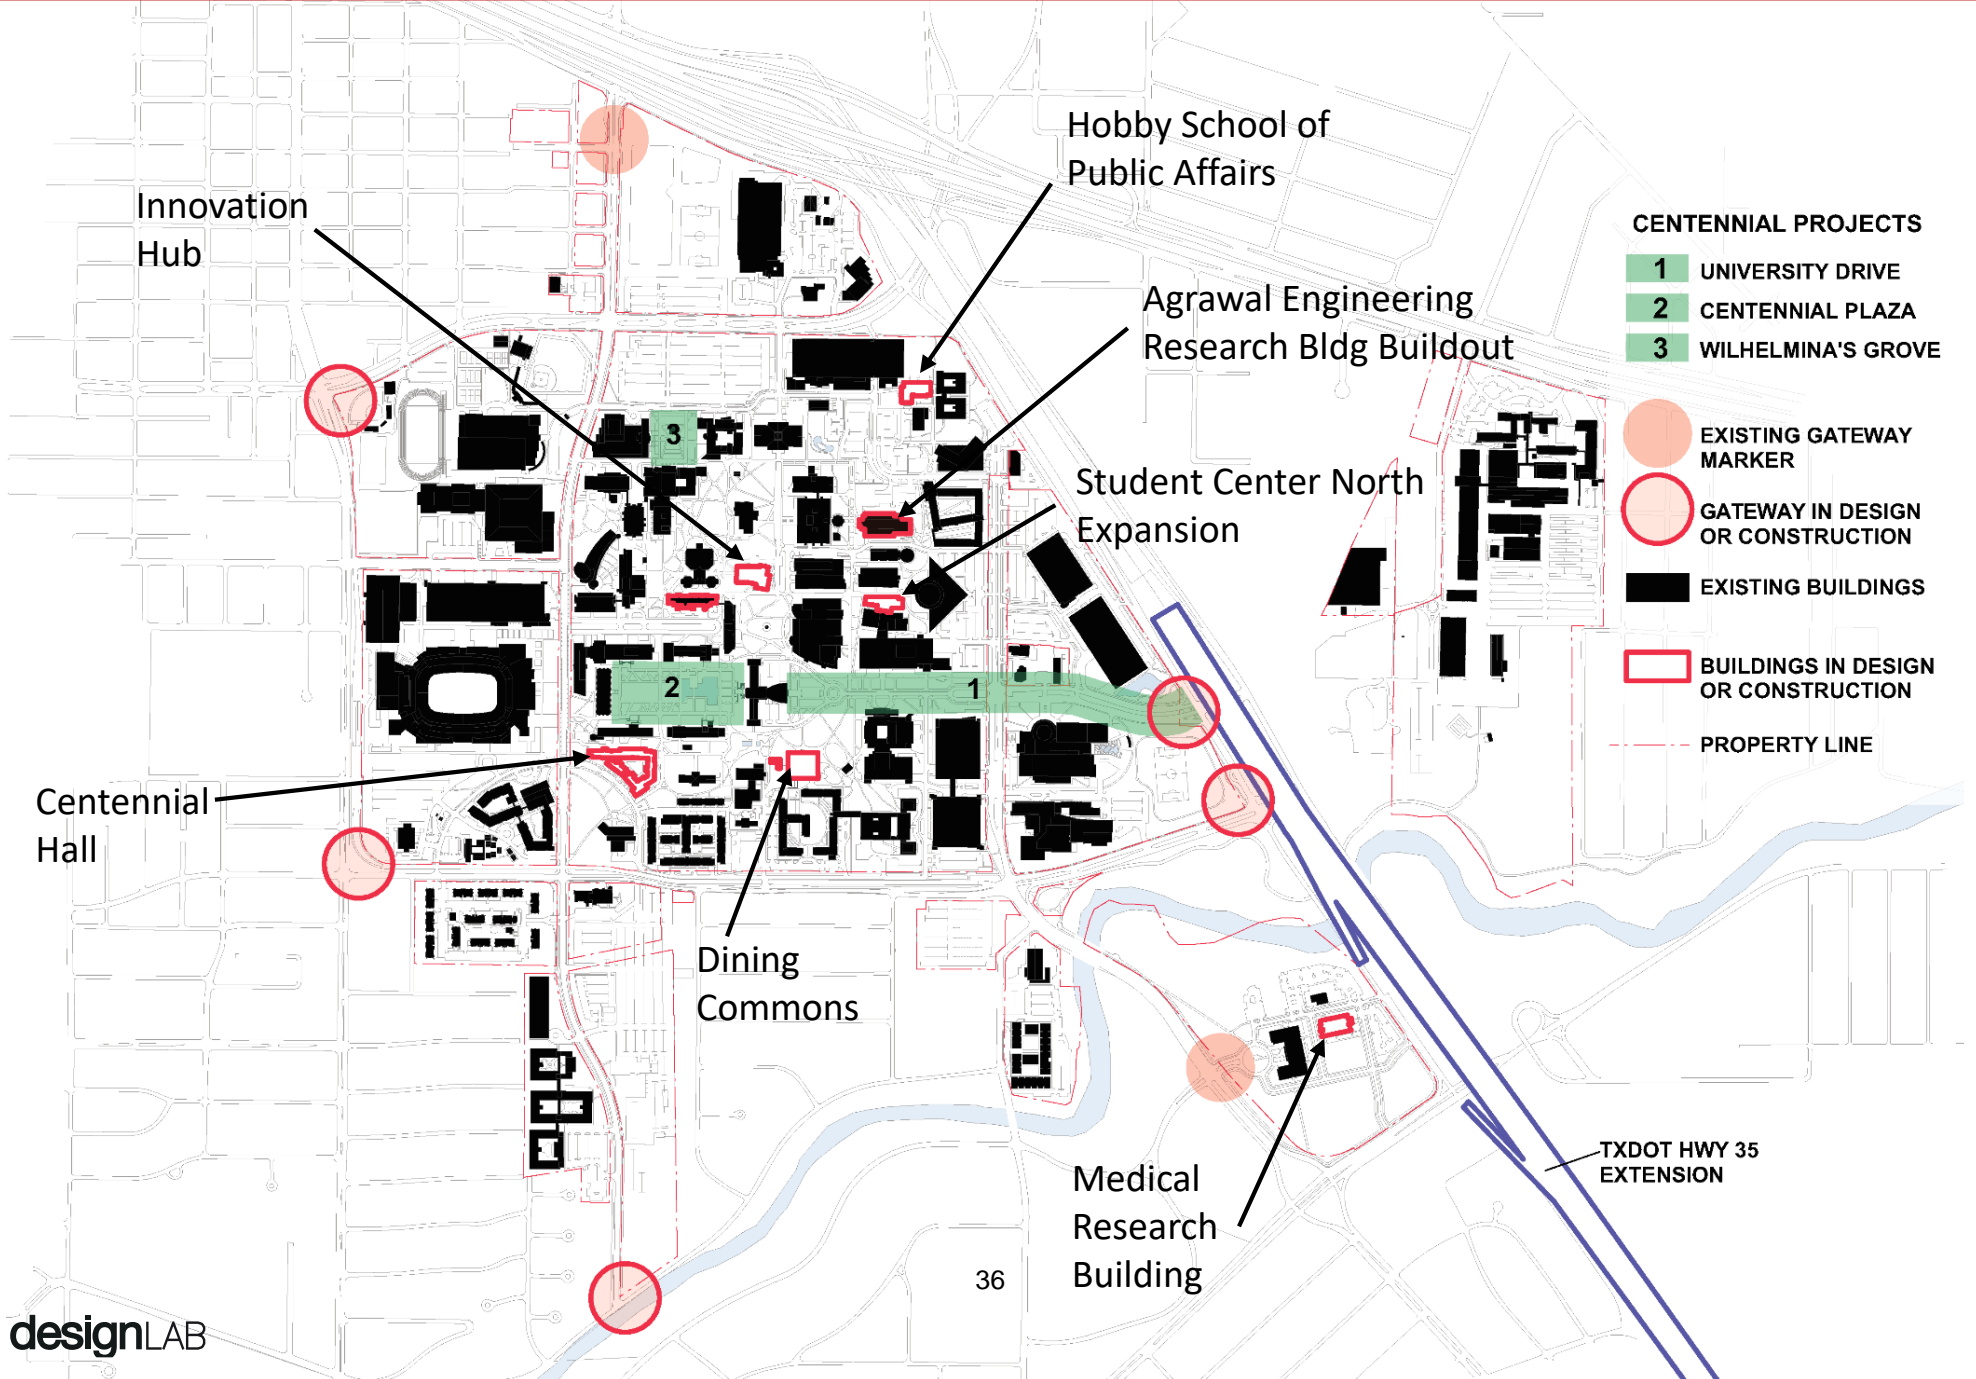 Hobby School of
Public Affairs
Innovation
Hub
Agrawal Engineering
Research Bldg Buildout
Student Center North
Expansion
Centennial
Hall
Dining
Commons
Medical
Research
Building
3
2
1
CENTENNIAL PROJECTS
1 UNIVERSITY DRIVE
2 CENTENNIAL PLAZA
3 WILHELMINA'S GROVE
EXISTING GATEWAY
MARKER
GATEWAY IN DESIGN
OR CONSTRUCTION
EXISTING BUILDINGS
BUILDINGS IN DESIGN
OR CONSTRUCTION
PROPERTY LINE
TXDOT HWY 35
EXTENSION
36
designLAB